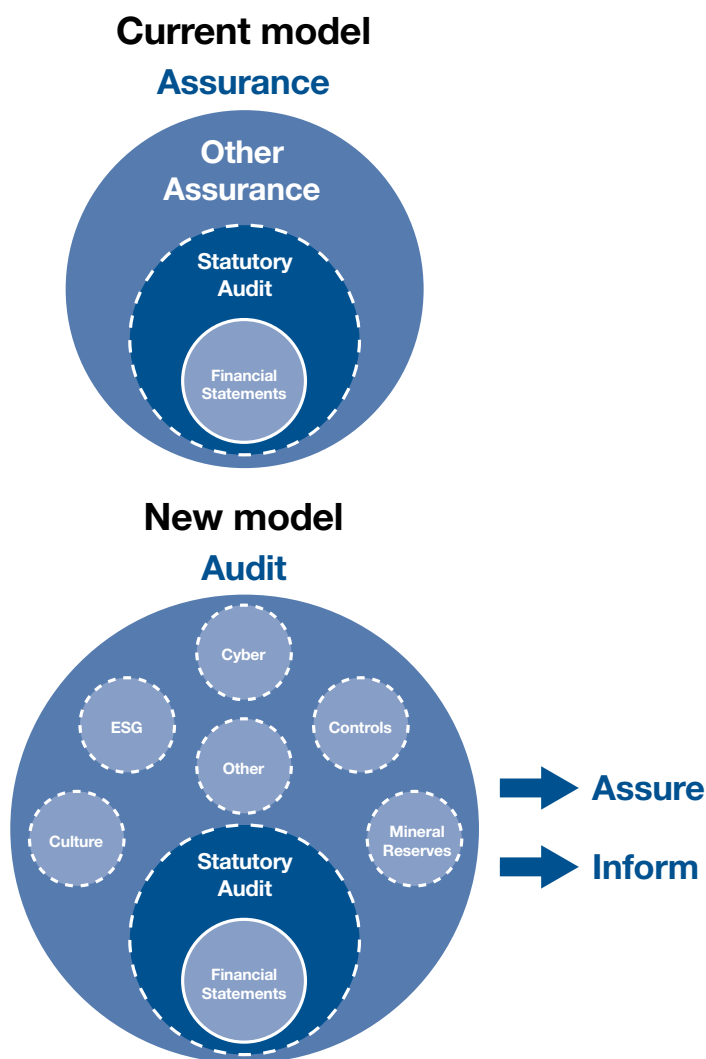 Current model
Assurance
Other
Assurance
Statutory
Audit
Financial
Statements
New model
Audit
Cyber
ESG
Controls
Other
Culture
Mineral
Reserves
Statutory
Audit
Financial
Statements
Assure
Inform